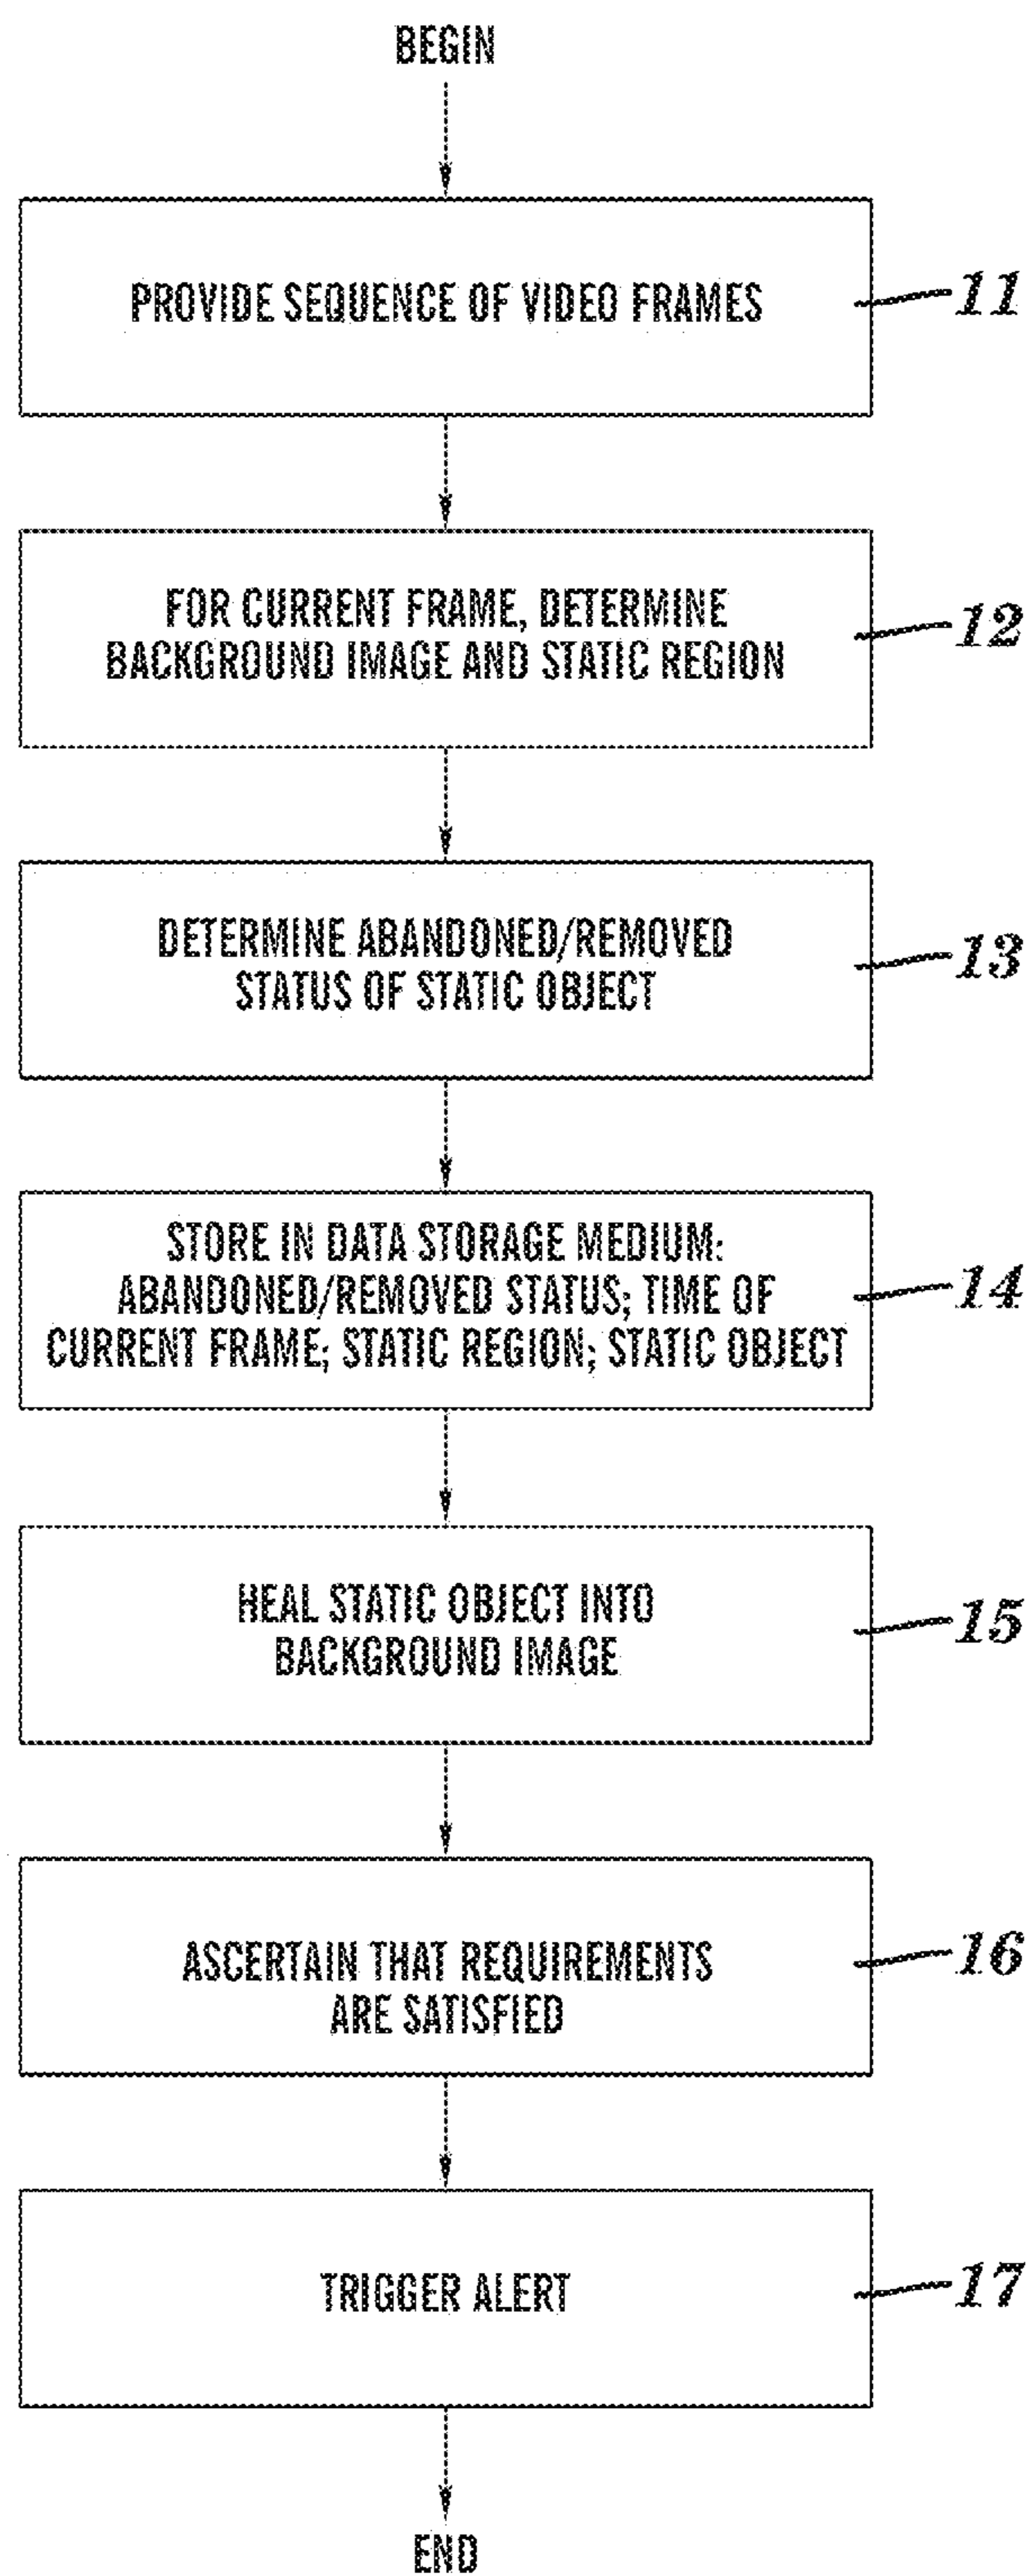 BEGIN
PROVIDE SEQUENCE OF VIDEO FRAMES
11
FOR CURRENT FRAME, DETERMINE
BACKGROUND IMAGE AND STATIC REGION
12
DETERMINE ABANDONED/REMOVED
STATUS OF STATIC OBJECT
13
STORE IN DATA STORAGE MEDIUM:
ABANDONED/REMOVED STATUS; TIME OF
CURRENT FRAME; STATIC REGION; STATIC OBJECT
14
HEAL STATIC OBJECT INTO
BACKGROUND IMAGE
15
ASCERTAIN THAT REQUIREMENTS
ARE SATISFIED
16
TRIGGER ALERT
17
END